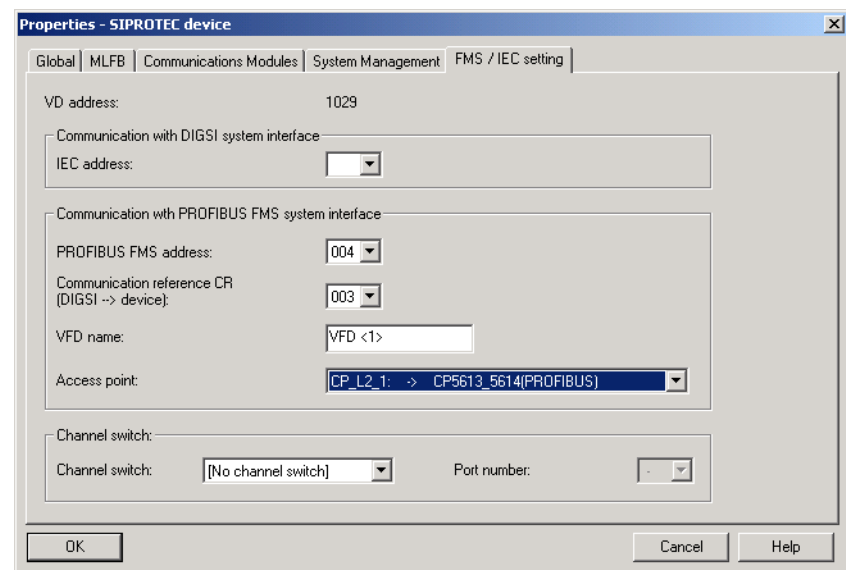 Properties - SIPROTEC device
Global MLFB Communications Modules System Management FMS / IEC setting
VD address: 1029
Communication with DIGSI system interface
IEC address:
Communication wth PROFIBUS FMS system interface
PROFIBUS FMS address: 004
Communication reference CR
(DIGSI --> device): 003
VFD name: VFD <1>
Access point: CP_L2_1: -> CP5613_5614(PROFIBUS)
Channel switch:
Channel switch: [No channel switch] Port number: -
OK Cancel Help